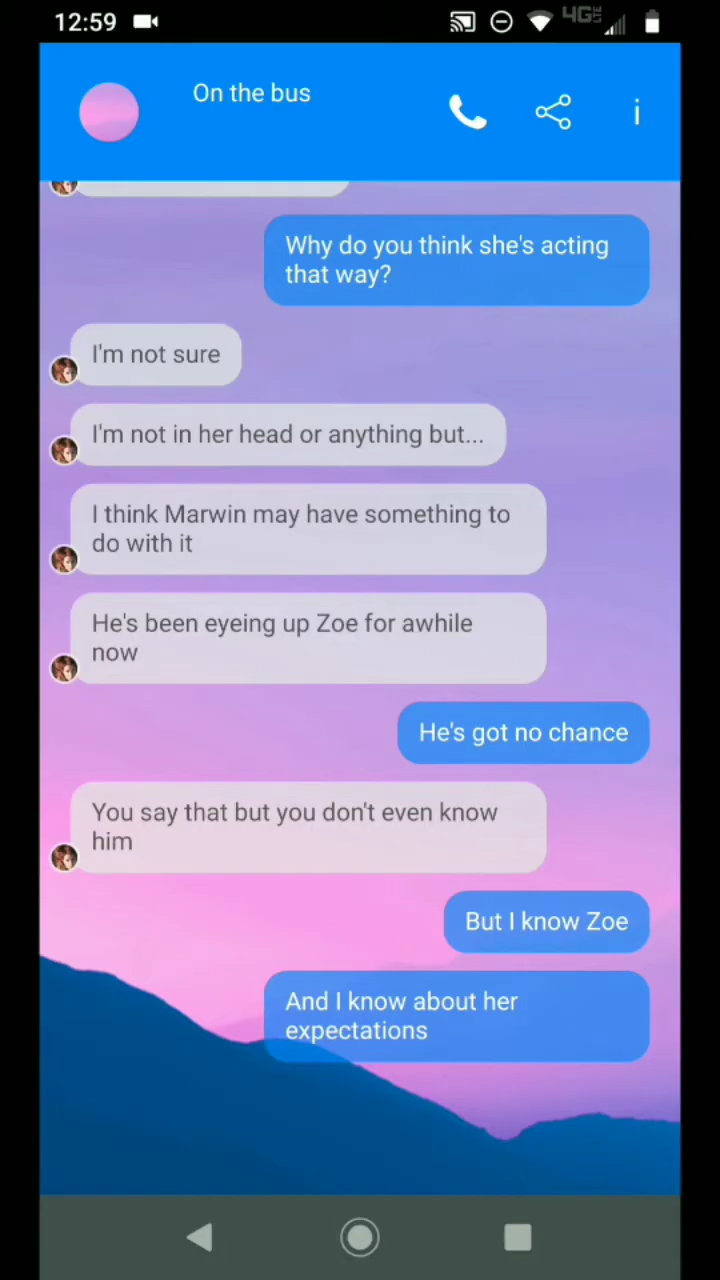 12:59
4G LTE
On the bus
i
Why do you think she's acting
that way?
I'm not sure
I'm not in her head or anything but...
I think Marwin may have something to
do with it
He's been eyeing up Zoe for awhile
now
He's got no chance
You say that but you don't even know
him
But I know Zoe
And I know about her
expectations